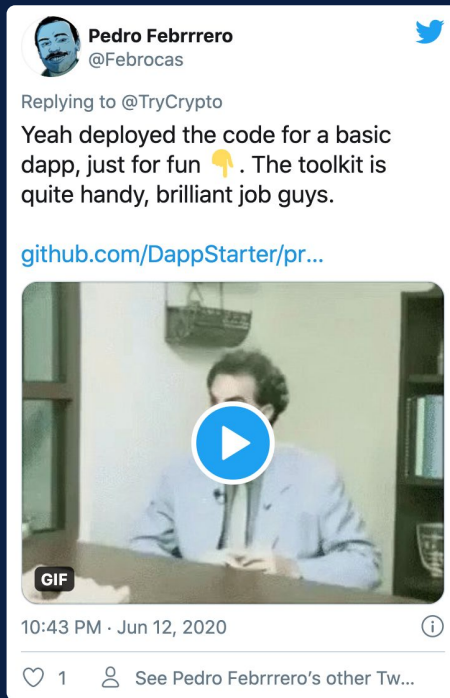 Pedro Febrrrero
@Febrocas
Replying to @TryCrypto
Yeah deployed the code for a basic
dapp, just for fun 👇. The toolkit is
quite handy, brilliant job guys.
github.com/DappStarter/pr...
GIF
10:43 PM · Jun 12, 2020
1 See Pedro Febrrrero's other Tw...